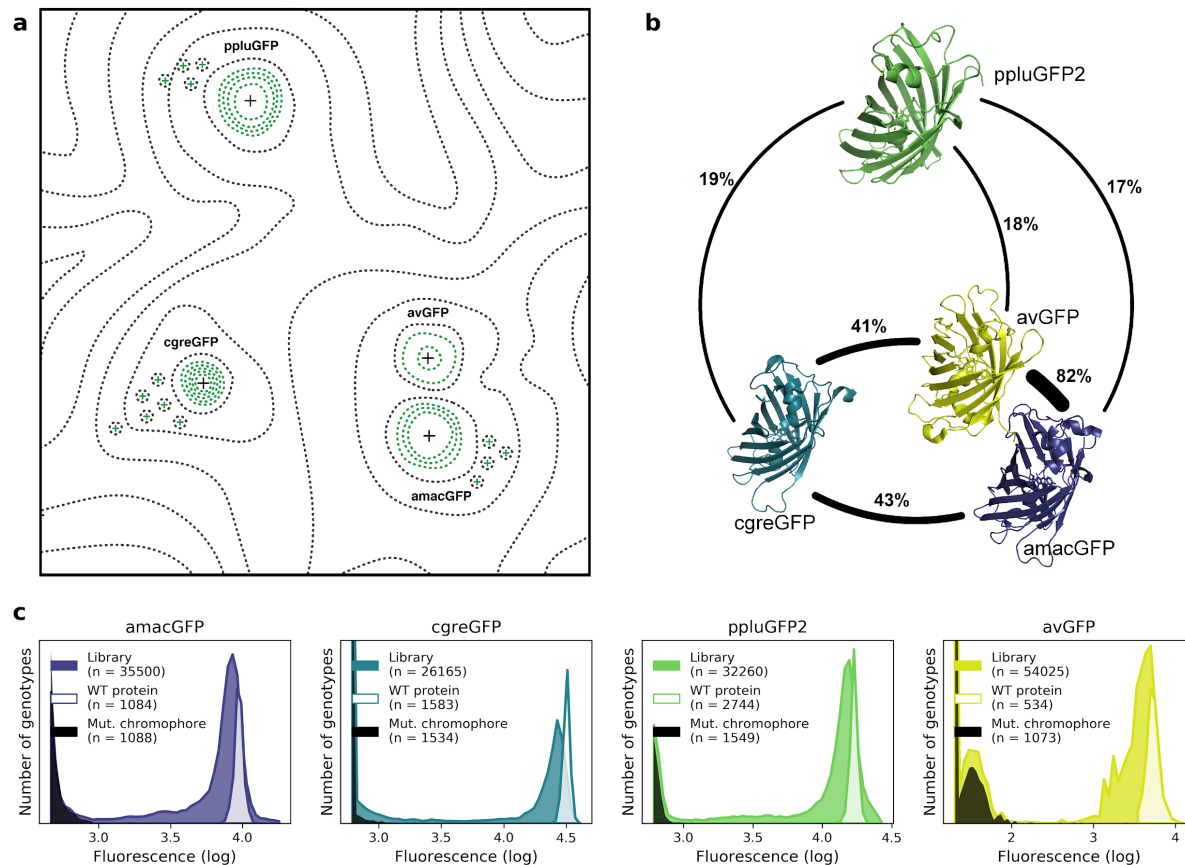 a
ppluGFP
cgreGFP
avGFP
amacGFP
b
ppluGFP2
19%
17%
18%
avGFP
41%
82%
cgreGFP
43%
amacGFP
c
amacGFP
Number of genotypes
Library
(n = 35500)
WT protein
(n = 1084)
Mut. chromophore
(n = 1088)
3.0 3.5 4.0
Fluorescence (log)
cgreGFP
Number of genotypes
Library
(n = 26165)
WT protein
(n = 1583)
Mut. chromophore
(n = 1534)
3.0 3.5 4.0 4.5
Fluorescence (log)
ppluGFP2
Number of genotypes
Library
(n = 32260)
WT protein
(n = 2744)
Mut. chromophore
(n = 1549)
3.0 3.5 4.0 4.5
Fluorescence (log)
avGFP
Number of genotypes
Library
(n = 54025)
WT protein
(n = 534)
Mut. chromophore
(n = 1073)
2 3 4
Fluorescence (log)